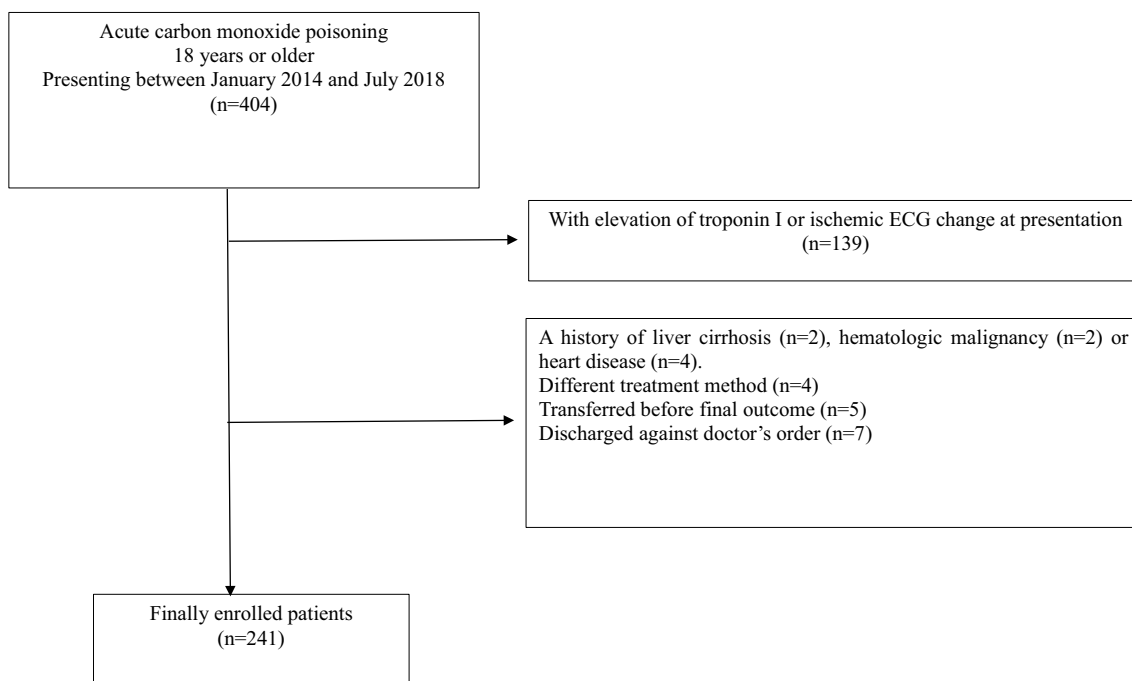 Acute carbon monoxide poisoning
18 years or older
Presenting between January 2014 and July 2018
(n=404)
With elevation of troponin I or ischemic ECG change at presentation
(n=139)
A history of liver cirrhosis (n=2), hematologic malignancy (n=2) or
heart disease (n=4).
Different treatment method (n=4)
Transferred before final outcome (n=5)
Discharged against doctor’s order (n=7)
Finally enrolled patients
(n=241)